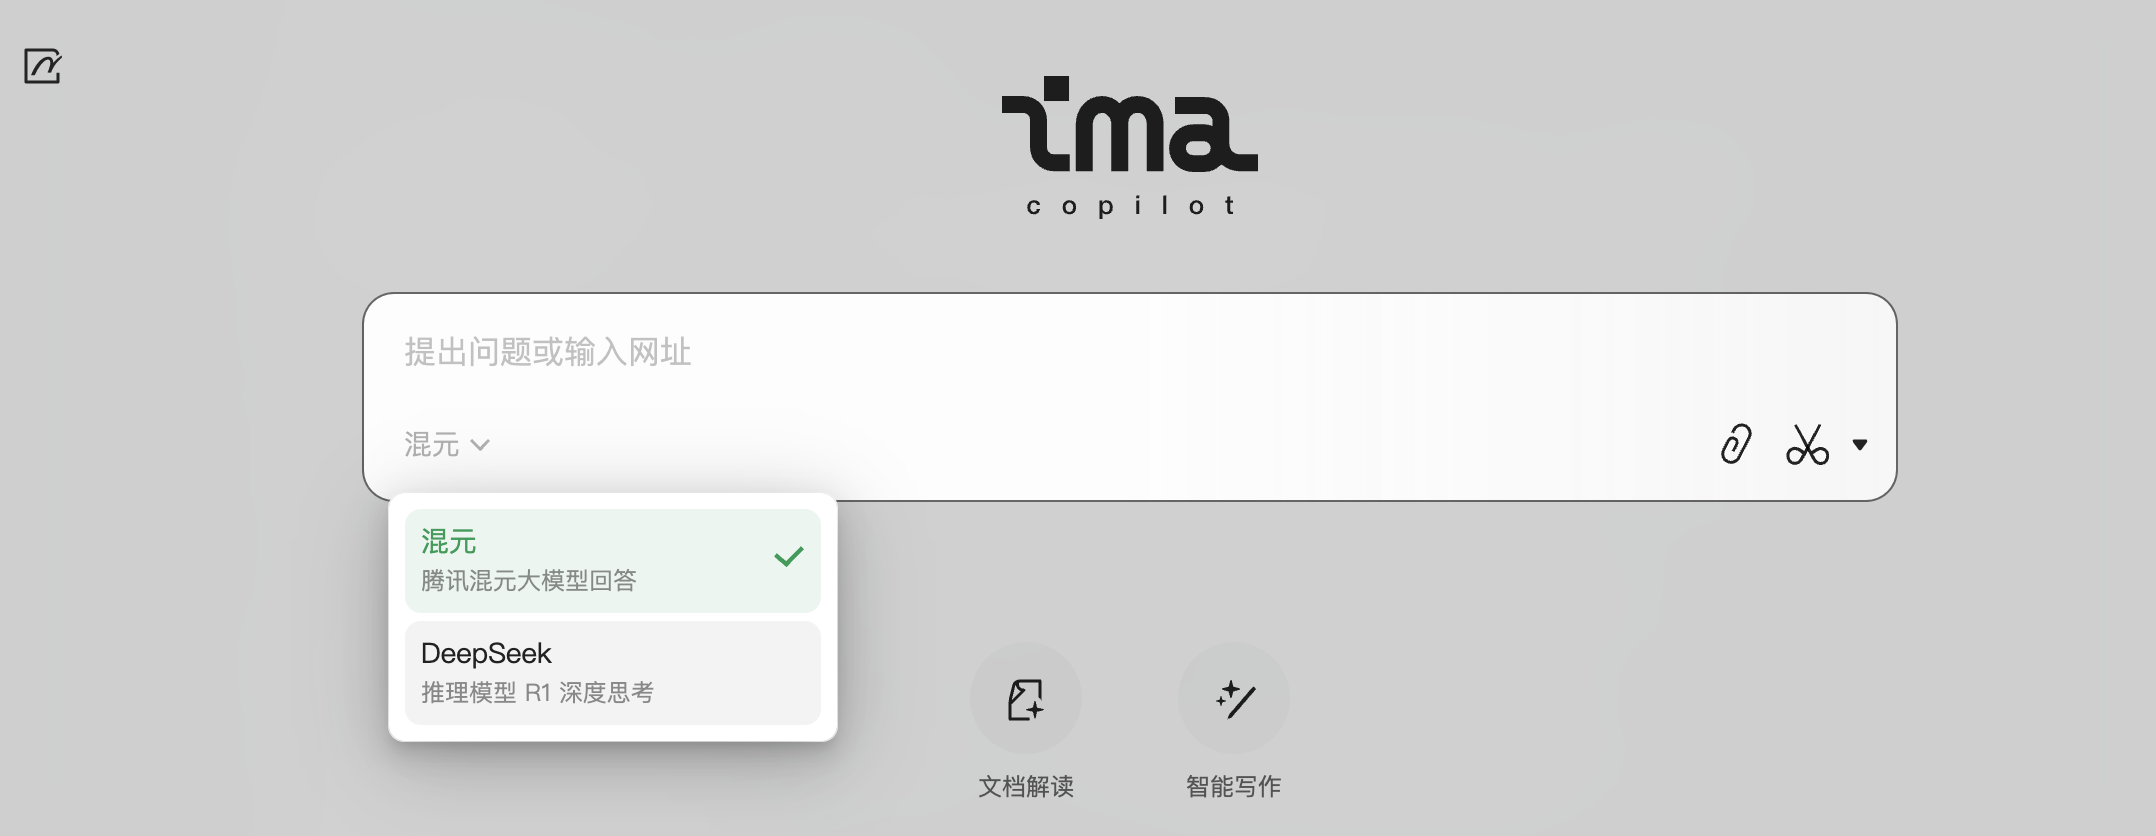 ima
copilot
提出问题或输入网址
混元
混元
腾讯混元大模型回答
DeepSeek
推理模型 R1 深度思考
文档解读
智能写作